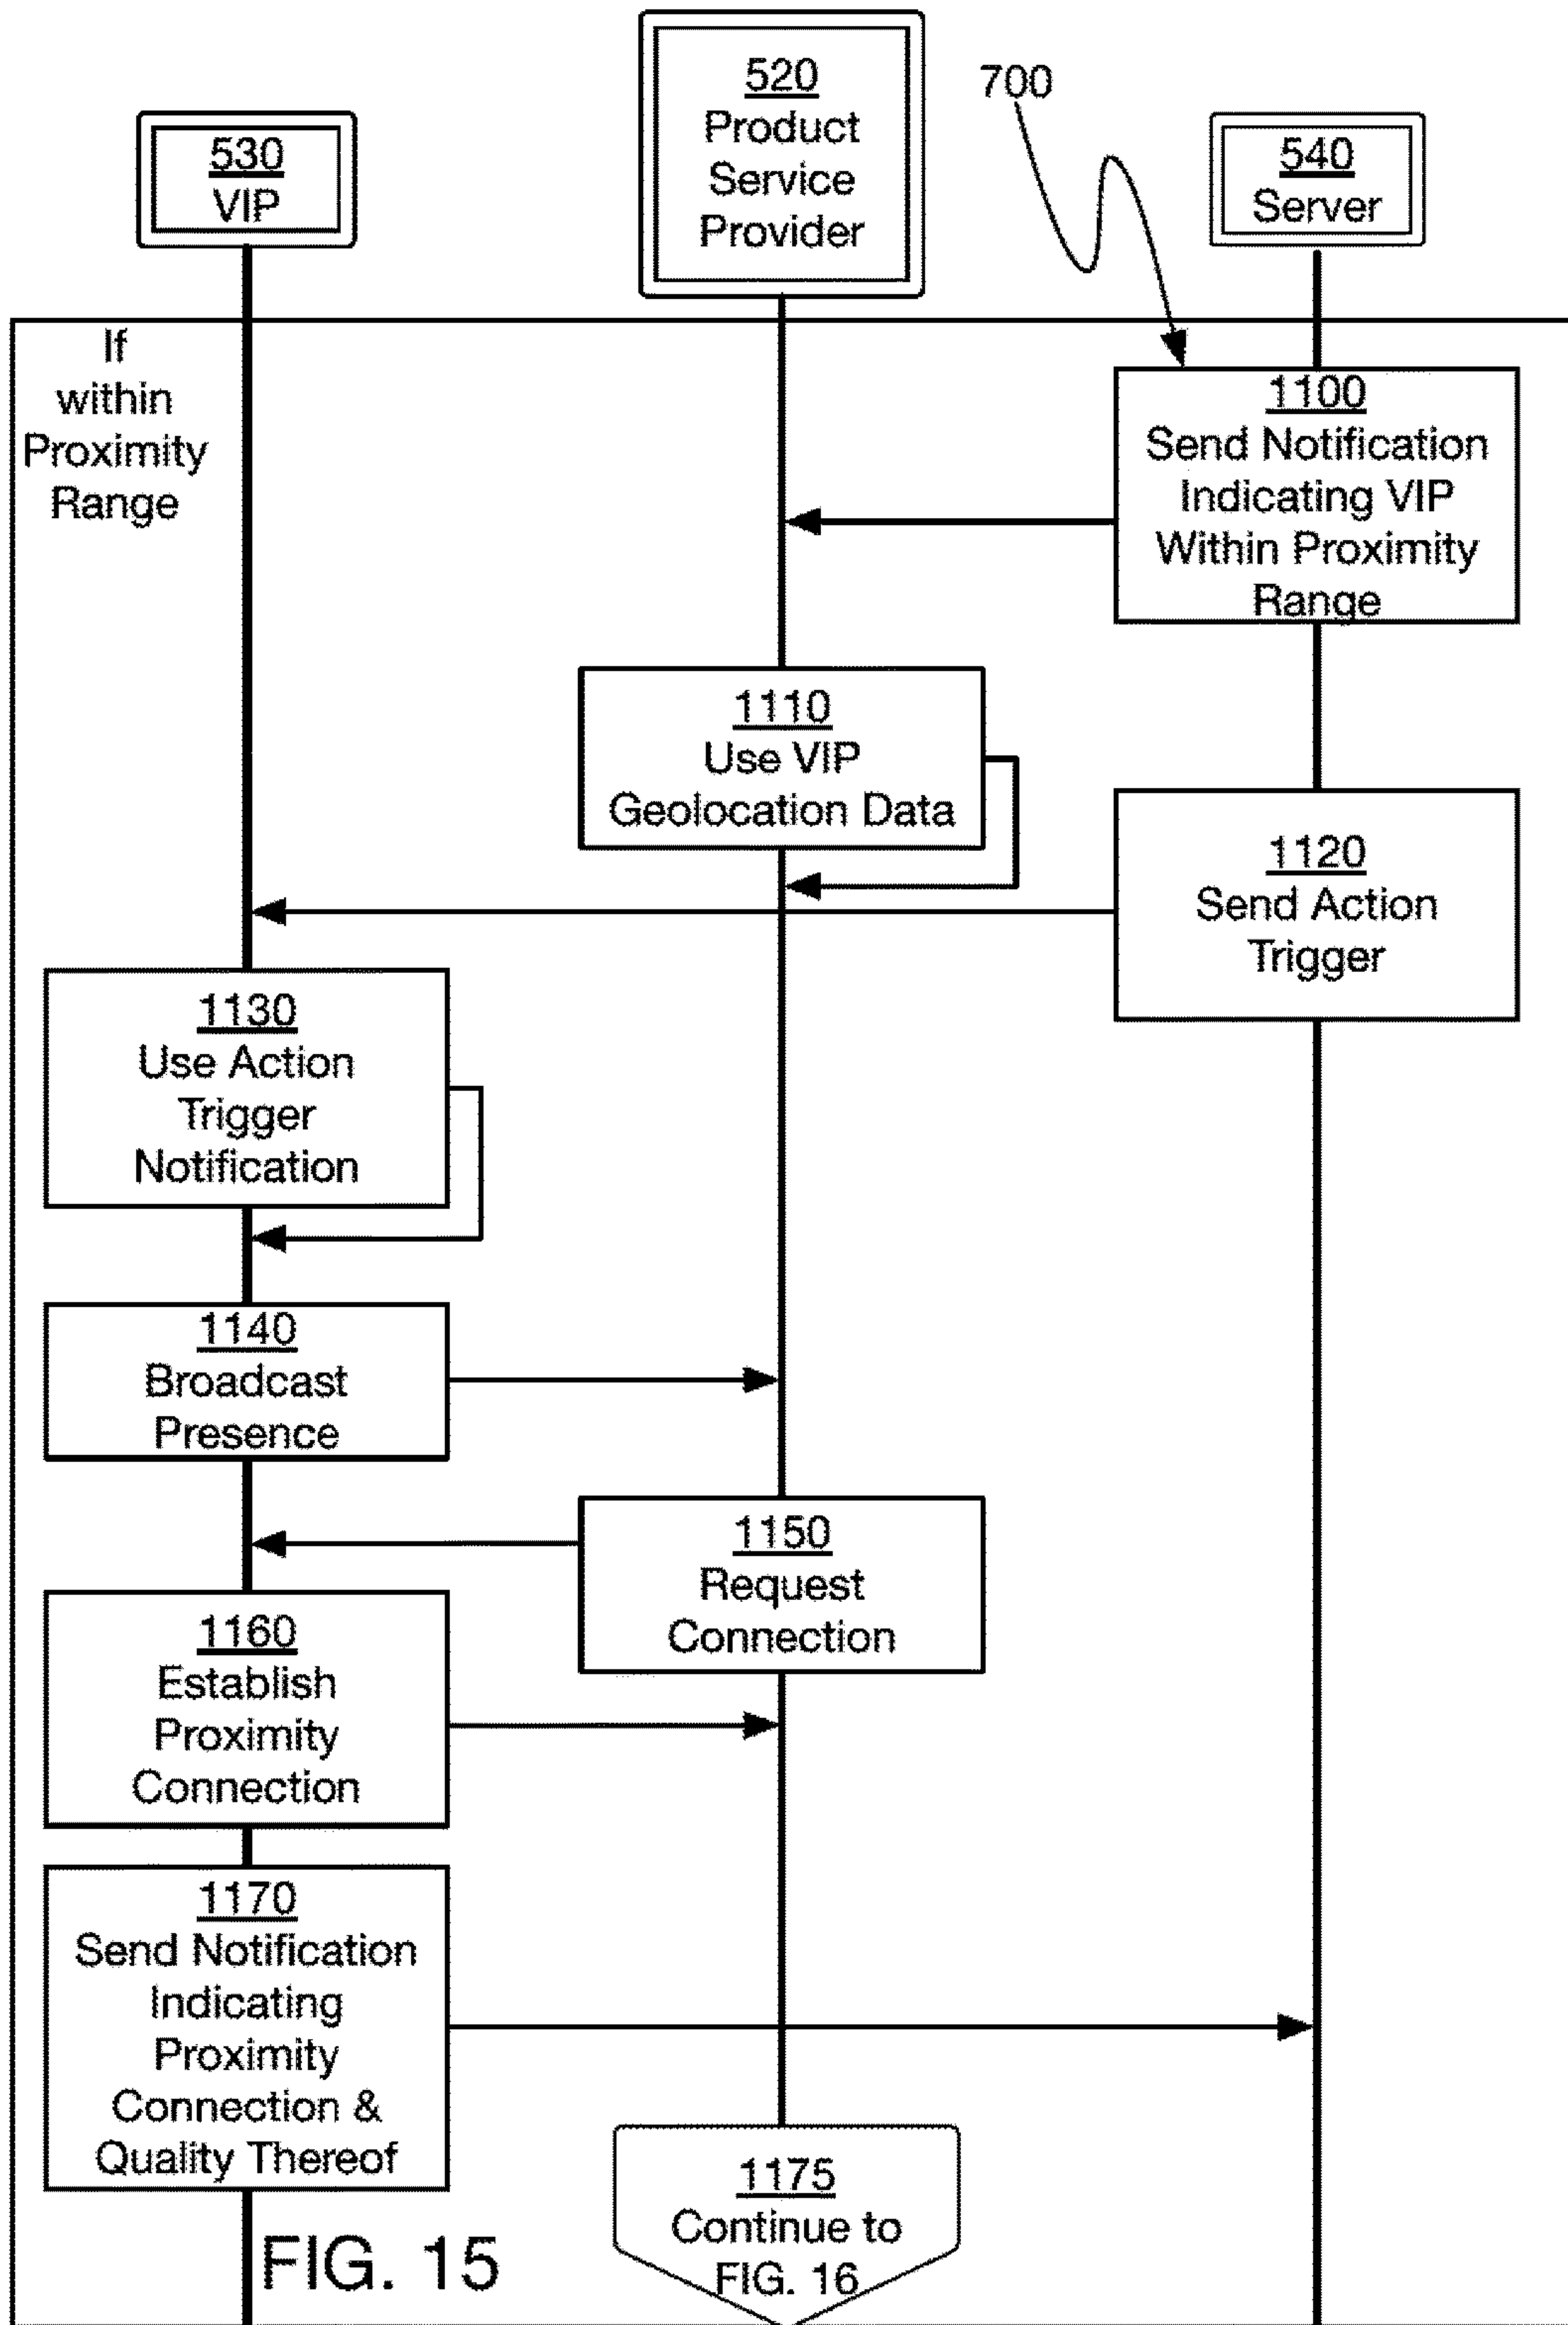 520
Product
Service
Provider
700
530
VIP
540
Server
If
within
Proximity
Range
1100
Send Notification
Indicating VIP
Within Proximity
Range
1110
Use VIP
Geolocation Data
1120
Send Action
Trigger
1130
Use Action
Trigger
Notification
1140
Broadcast
Presence
1150
Request
Connection
1160
Establish
Proximity
Connection
1170
Send Notification
Indicating
Proximity
Connection &
Quality Thereof
1175
Continue to
FIG. 16
FIG. 15